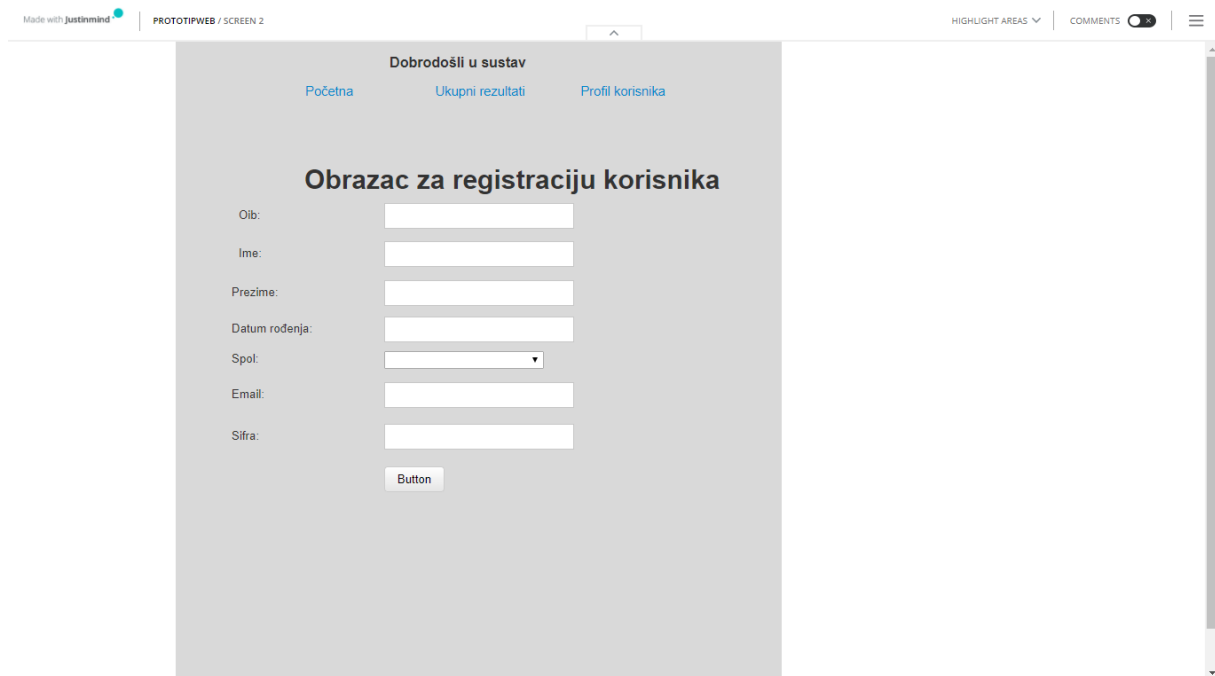 Made with justinmind
PROTOTIPWEB / SCREEN 2
HIGHLIGHT AREAS
COMMENTS
Dobrodošli u sustav
Početna Ukupni rezultati Profil korisnika
Obrazac za registraciju korisnika
Oib:
Ime:
Prezime:
Datum rođenja:
Spol:
Email:
Sifra:
Button